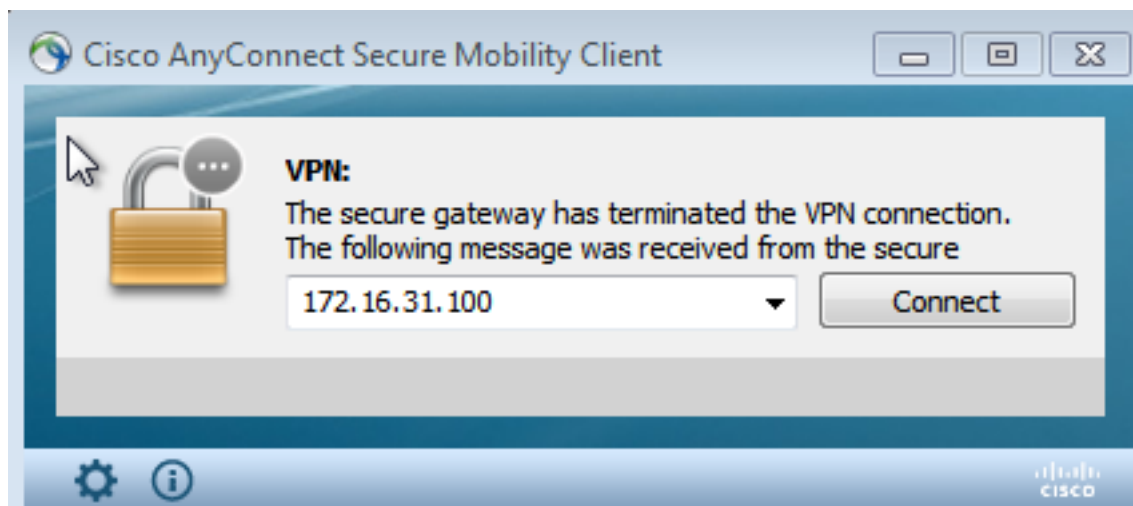 Cisco AnyConnect Secure Mobility Client
VPN:
The secure gateway has terminated the VPN connection.
The following message was received from the secure
172.16.31.100
Connect
CISCO